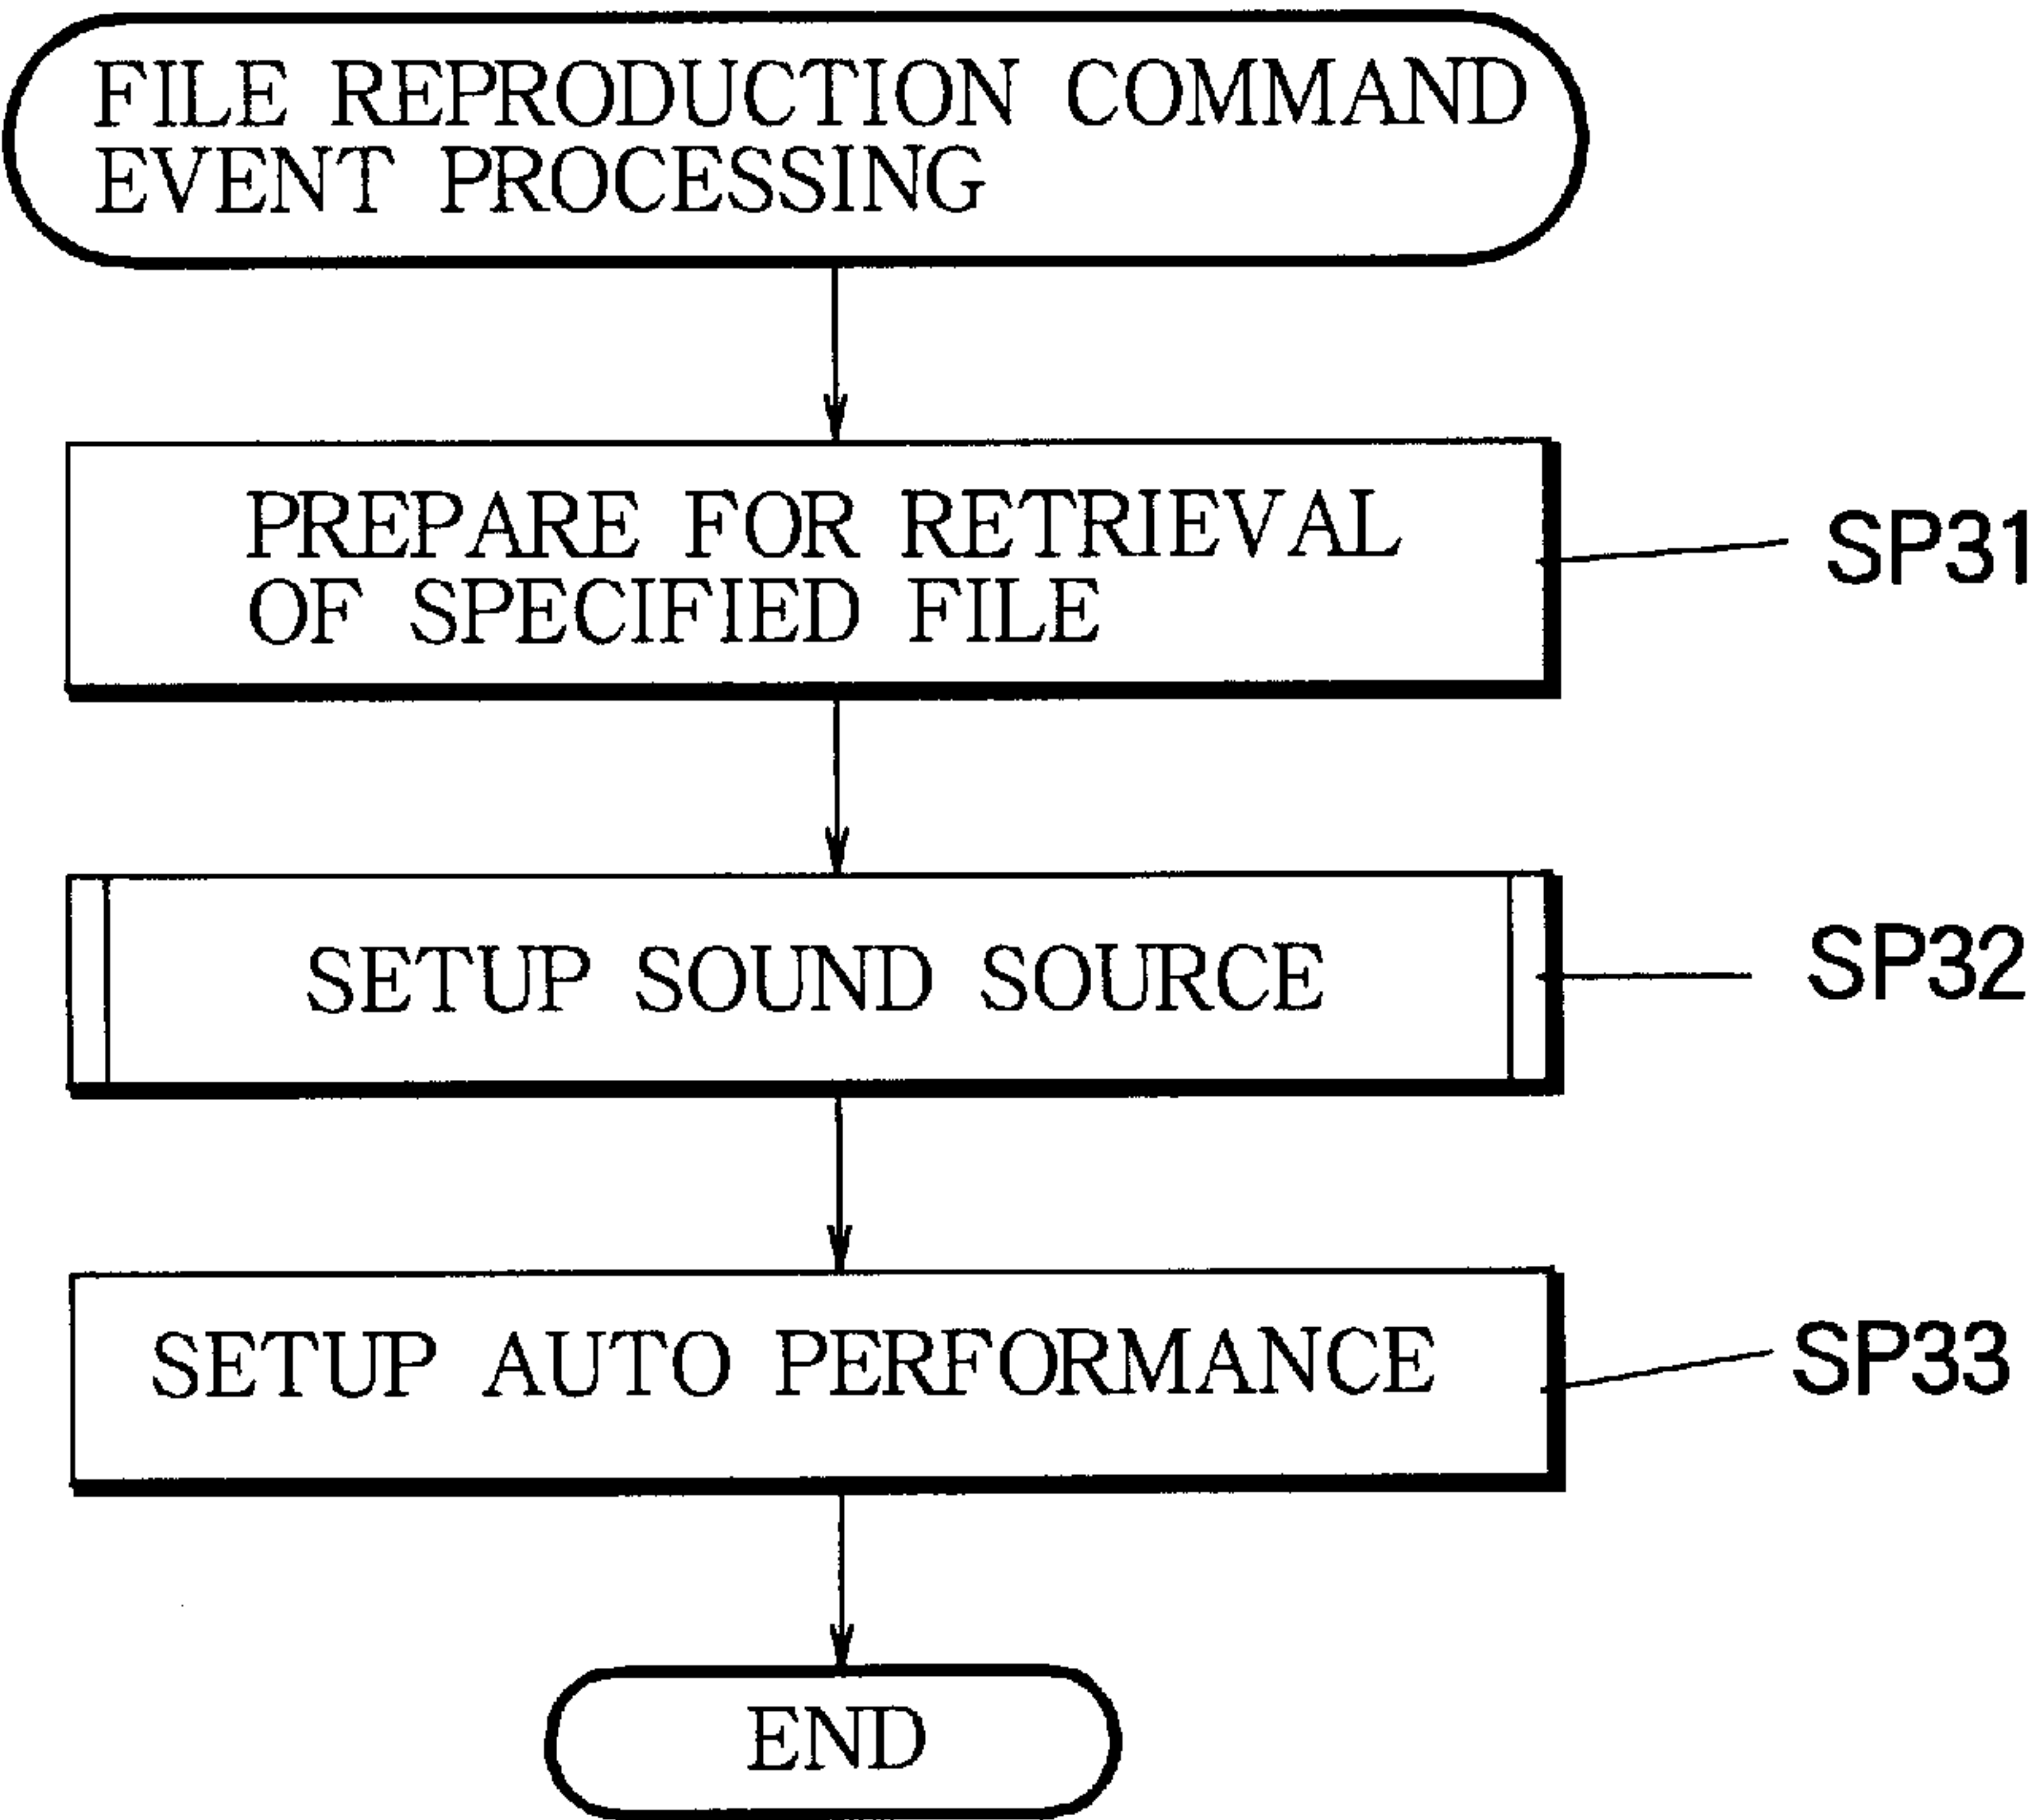 FILE REPRODUCTION COMMAND
EVENT PROCESSING
PREPARE FOR RETRIEVAL
OF SPECIFIED FILE
SP31
SETUP SOUND SOURCE
SP32
SETUP AUTO PERFORMANCE
SP33
END